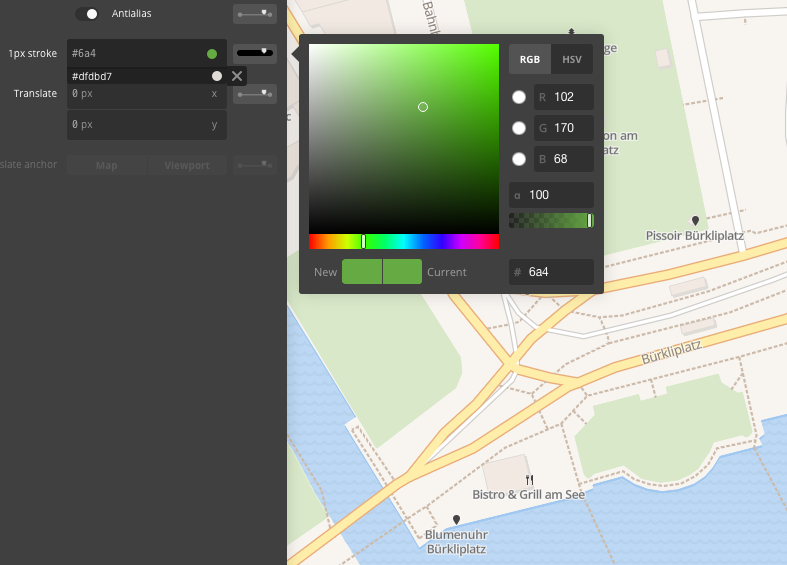 Antialias
1px stroke
#6a4
#dfdbd7
Translate
0 px
x
0 px
y
slate anchor
Map
Viewport
RGB
HSV
R 102
G 170
B 68
α 100
New
Current
# 6a4
Bahnh
ge
on am
atz
Pissoir Bürkliplatz
Bürkliplatz
Bistro & Grill am See
Blumenuhr
Bürkliplatz
c